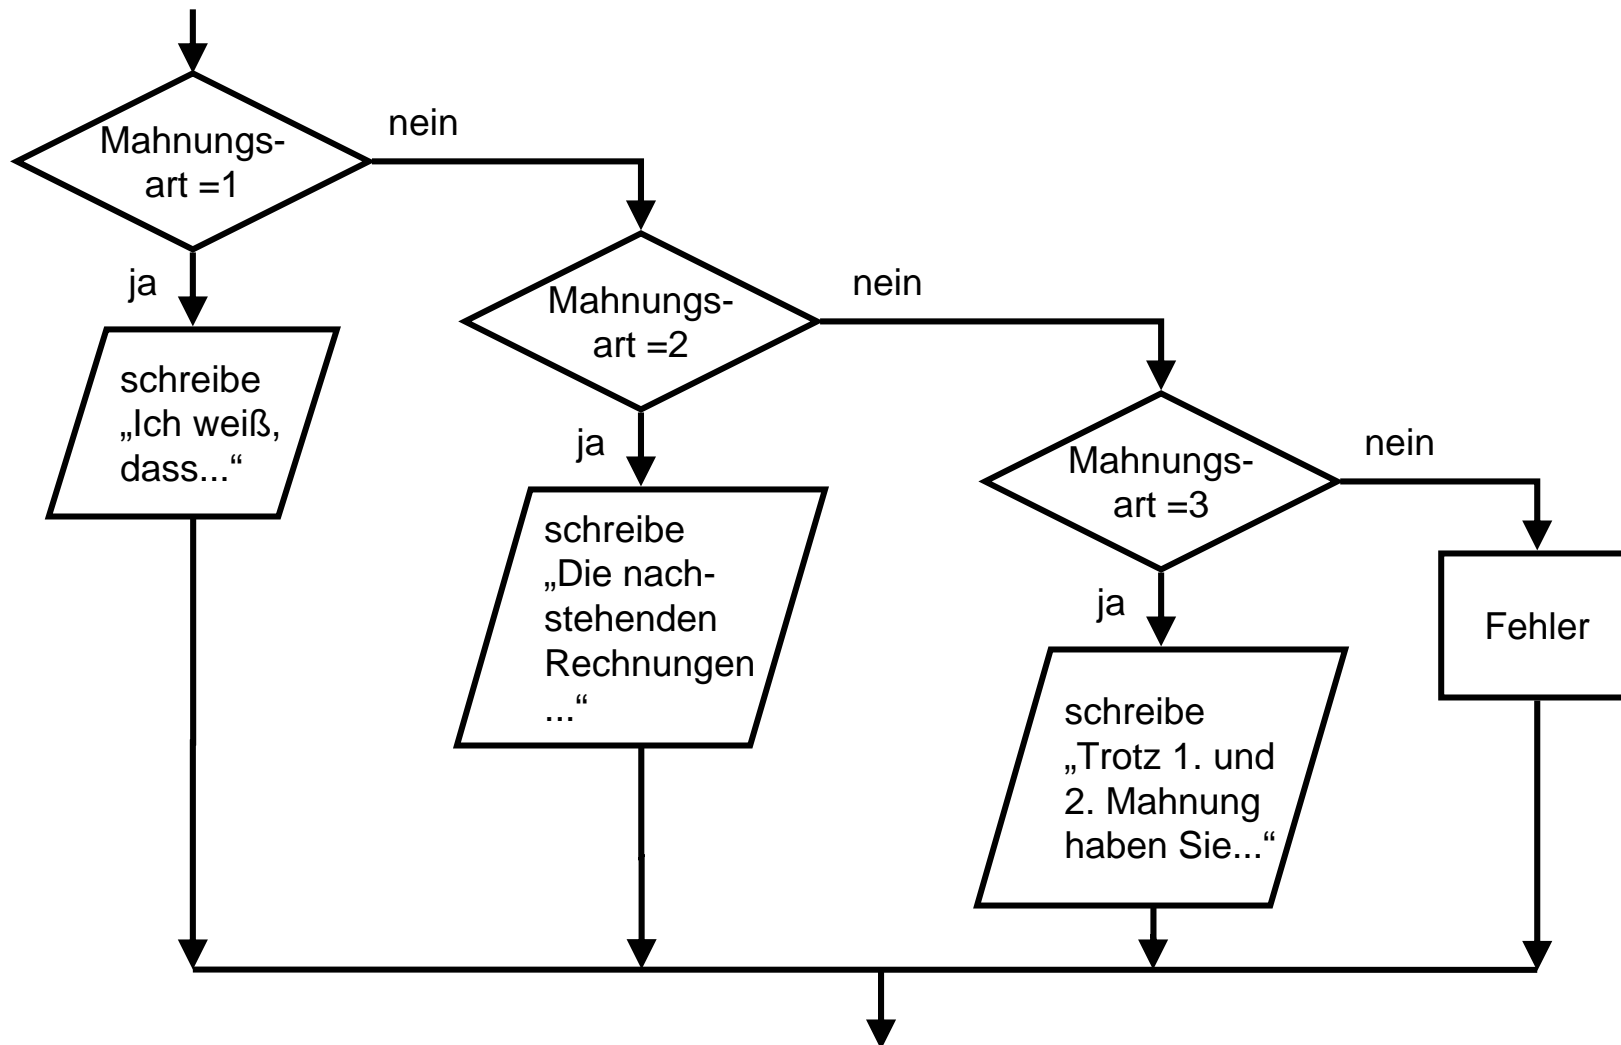 nein
Mahnungs-
art =1
ja
schreibe
„Ich weiß,
dass...“
nein
Mahnungs-
art =2
ja
schreibe
„Die nach-
stehenden
Rechnungen
...“
nein
Mahnungs-
art =3
ja
schreibe
„Trotz 1. und
2. Mahnung
haben Sie...“
Fehler